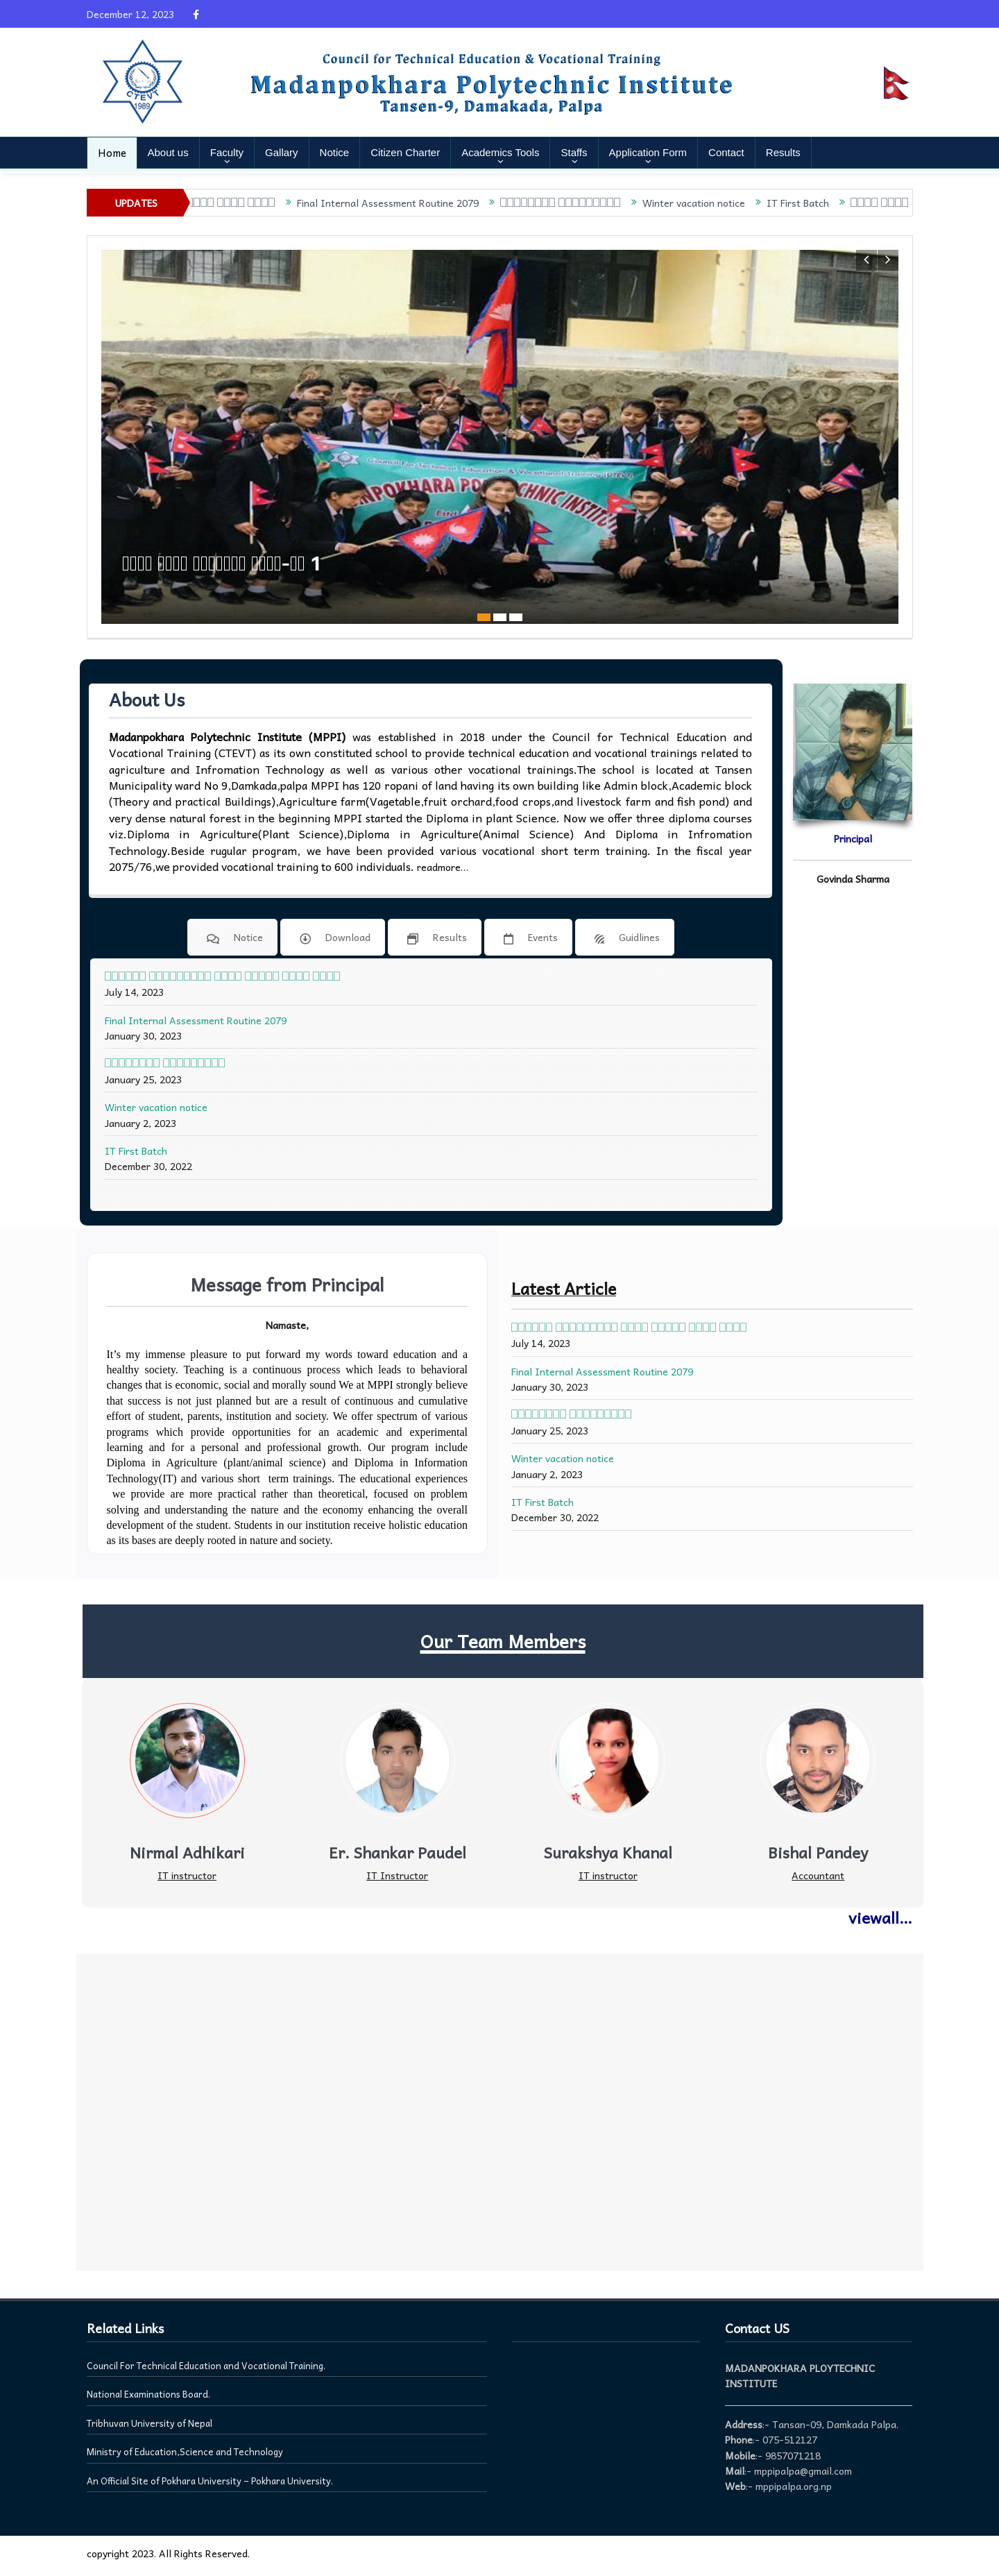 December 12, 2023
CTEVT
1989
Council for Technical Education & Vocational Training
Madanpokhara Polytechnic Institute
Tansen-9, Damakada, Palpa
Home About us Faculty Gallary Notice Citizen Charter Academics Tools Staffs Application Form Contact Results
UPDATES
Final Internal Assessment Routine 2079 Winter vacation notice IT First Batch
Council For Technical Education & Vocational Training (CTEVT)
POKHARA POLYTECHNIC INSTITUTE
1
About Us
Madanpokhara Polytechnic Institute (MPPI) was established in 2018 under the Council for Technical Education and
Vocational Training (CTEVT) as its own constituted school to provide technical education and vocational trainings related to
agriculture and Infromation Technology as well as various other vocational trainings.The school is located at Tansen
Municipality ward No 9,Damkada,palpa MPPI has 120 ropani of land having its own building like Admin block,Academic block
(Theory and practical Buildings),Agriculture farm(Vagetable,fruit orchard,food crops,and livestock farm and fish pond) and
very dense natural forest in the beginning MPPI started the Diploma in plant Science. Now we offer three diploma courses
viz.Diploma in Agriculture(Plant Science),Diploma in Agriculture(Animal Science) And Diploma in Infromation
Technology.Beside rugular program, we have been provided various vocational short term training. In the fiscal year
2075/76,we provided vocational training to 600 individuals. readmore...
Principal
Govinda Sharma
Notice Download Results Events Guidlines
July 14, 2023
Final Internal Assessment Routine 2079
January 30, 2023
January 25, 2023
Winter vacation notice
January 2, 2023
IT First Batch
December 30, 2022
Message from Principal
Namaste,
It's my immense pleasure to put forward my words toward education and a
healthy society. Teaching is a continuous process which leads to behavioral
changes that is economic, social and morally sound We at MPPI strongly believe
that success is not just planned but are a result of continuous and cumulative
effort of student, parents, institution and society. We offer spectrum of various
programs which provide opportunities for an academic and experimental
learning and for a personal and professional growth. Our program include
Diploma in Agriculture (plant/animal science) and Diploma in Information
Technology(IT) and various short term trainings. The educational experiences
we provide are more practical rather than theoretical, focused on problem
solving and understanding the nature and the economy enhancing the overall
development of the student. Students in our institution receive holistic education
as its bases are deeply rooted in nature and society.
Latest Article
July 14, 2023
Final Internal Assessment Routine 2079
January 30, 2023
January 25, 2023
Winter vacation notice
January 2, 2023
IT First Batch
December 30, 2022
Our Team Members
Nirmal Adhikari
IT instructor
Er. Shankar Paudel
IT Instructor
Surakshya Khanal
IT instructor
Bishal Pandey
Accountant
viewall...
Related Links
Council For Technical Education and Vocational Training.
National Examinations Board.
Tribhuvan University of Nepal
Ministry of Education,Science and Technology
An Official Site of Pokhara University – Pokhara University.
Contact US
MADANPOKHARA PLOYTECHNIC
INSTITUTE
Address:- Tansan-09, Damkada Palpa.
Phone:- 075-512127
Mobile:- 9857071218
Mail:- mppipalpa@gmail.com
Web:- mppipalpa.org.np
copyright 2023. All Rights Reserved.